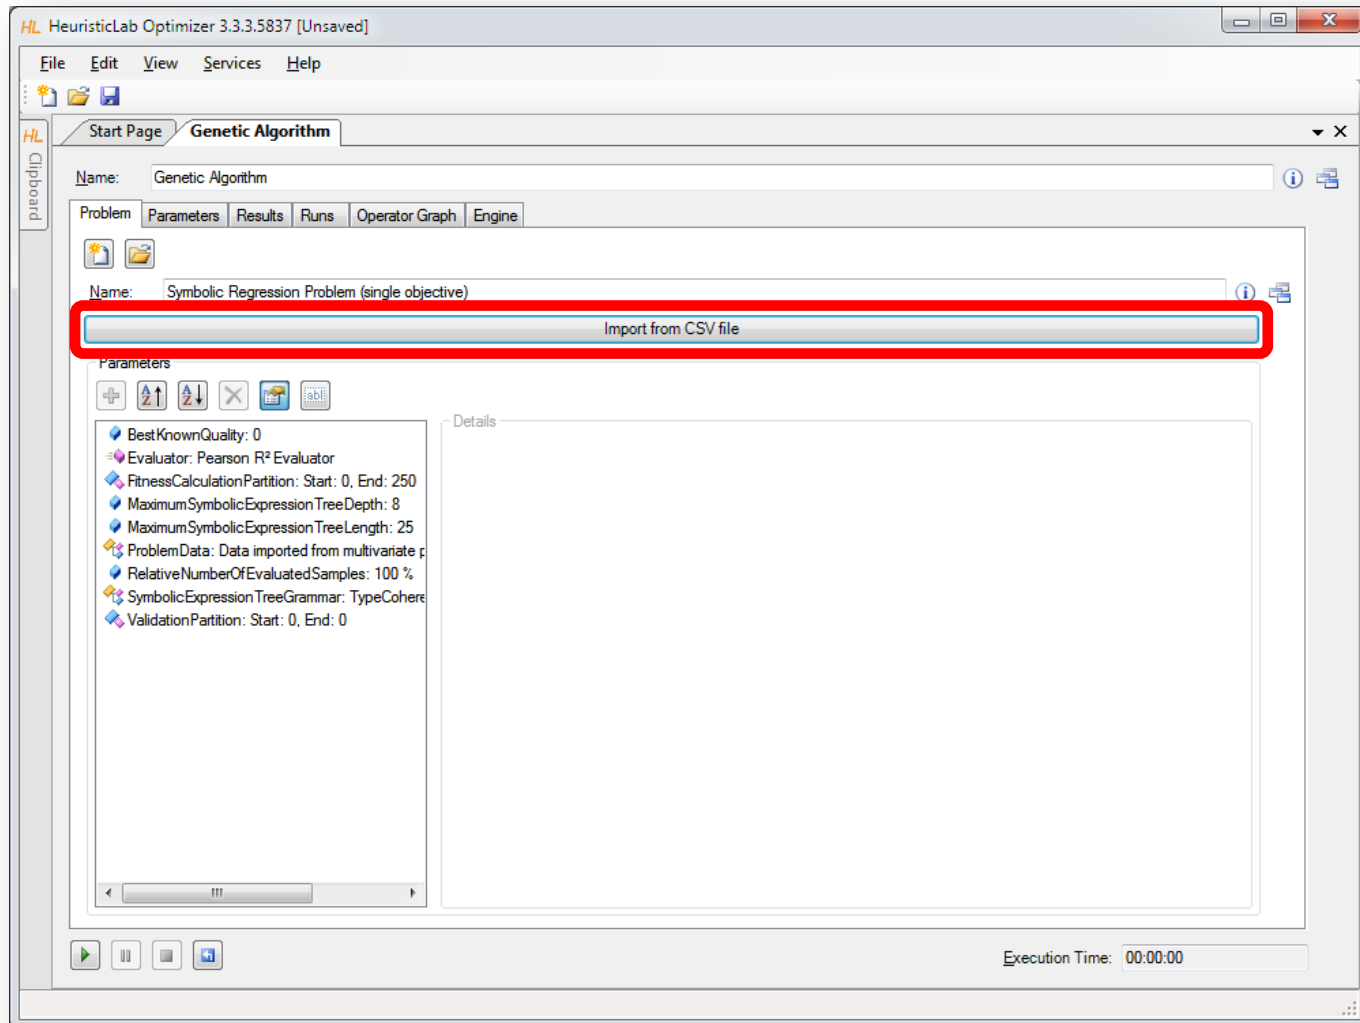 HL HeuristicLab Optimizer 3.3.3.5837 [Unsaved]
File Edit View Services Help
HL Clipboard
Start Page Genetic Algorithm
Name: Genetic Algorithm
Problem Parameters Results Runs Operator Graph Engine
Name: Symbolic Regression Problem (single objective)
Import from CSV file
Parameters
Details
BestKnownQuality: 0
Evaluator: Pearson R² Evaluator
FitnessCalculationPartition: Start: 0, End: 250
MaximumSymbolicExpressionTreeDepth: 8
MaximumSymbolicExpressionTreeLength: 25
ProblemData: Data imported from multivariate p
RelativeNumberOfEvaluatedSamples: 100 %
SymbolicExpressionTreeGrammar: TypeCohere
ValidationPartition: Start: 0, End: 0
Execution Time: 00:00:00